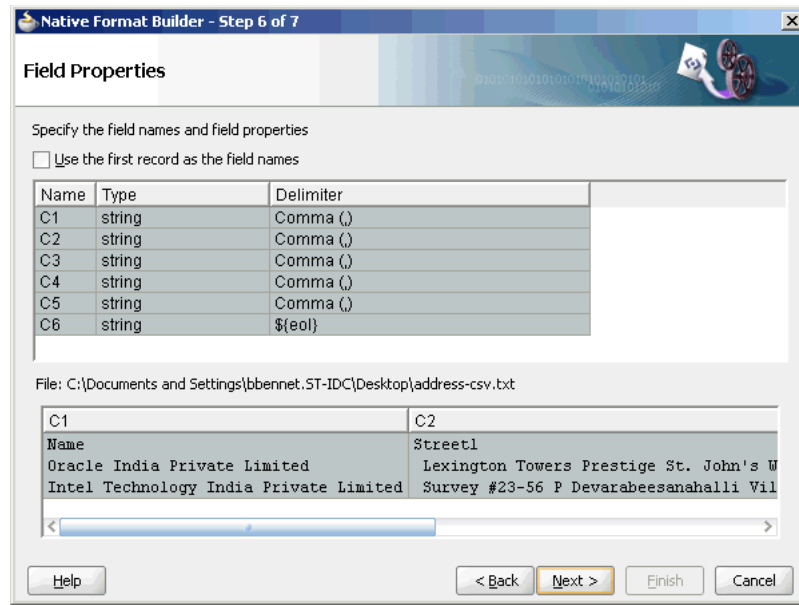 Native Format Builder - Step 6 of 7
Field Properties
Specify the field names and field properties
Use the first record as the field names
Name Type Delimiter
C1 string Comma (,)
C2 string Comma (,)
C3 string Comma (,)
C4 string Comma (,)
C5 string Comma (,)
C6 string ${eol}
File: C:\Documents and Settings\bbennet.ST-IDC\Desktop\address-csv.txt
C1 C2
Name Street1
Oracle India Private Limited Lexington Towers Prestige St. John's W
Intel Technology India Private Limited Survey #23-56 P Devarabeesanahalli Vil
Help < Back Next > Finish Cancel